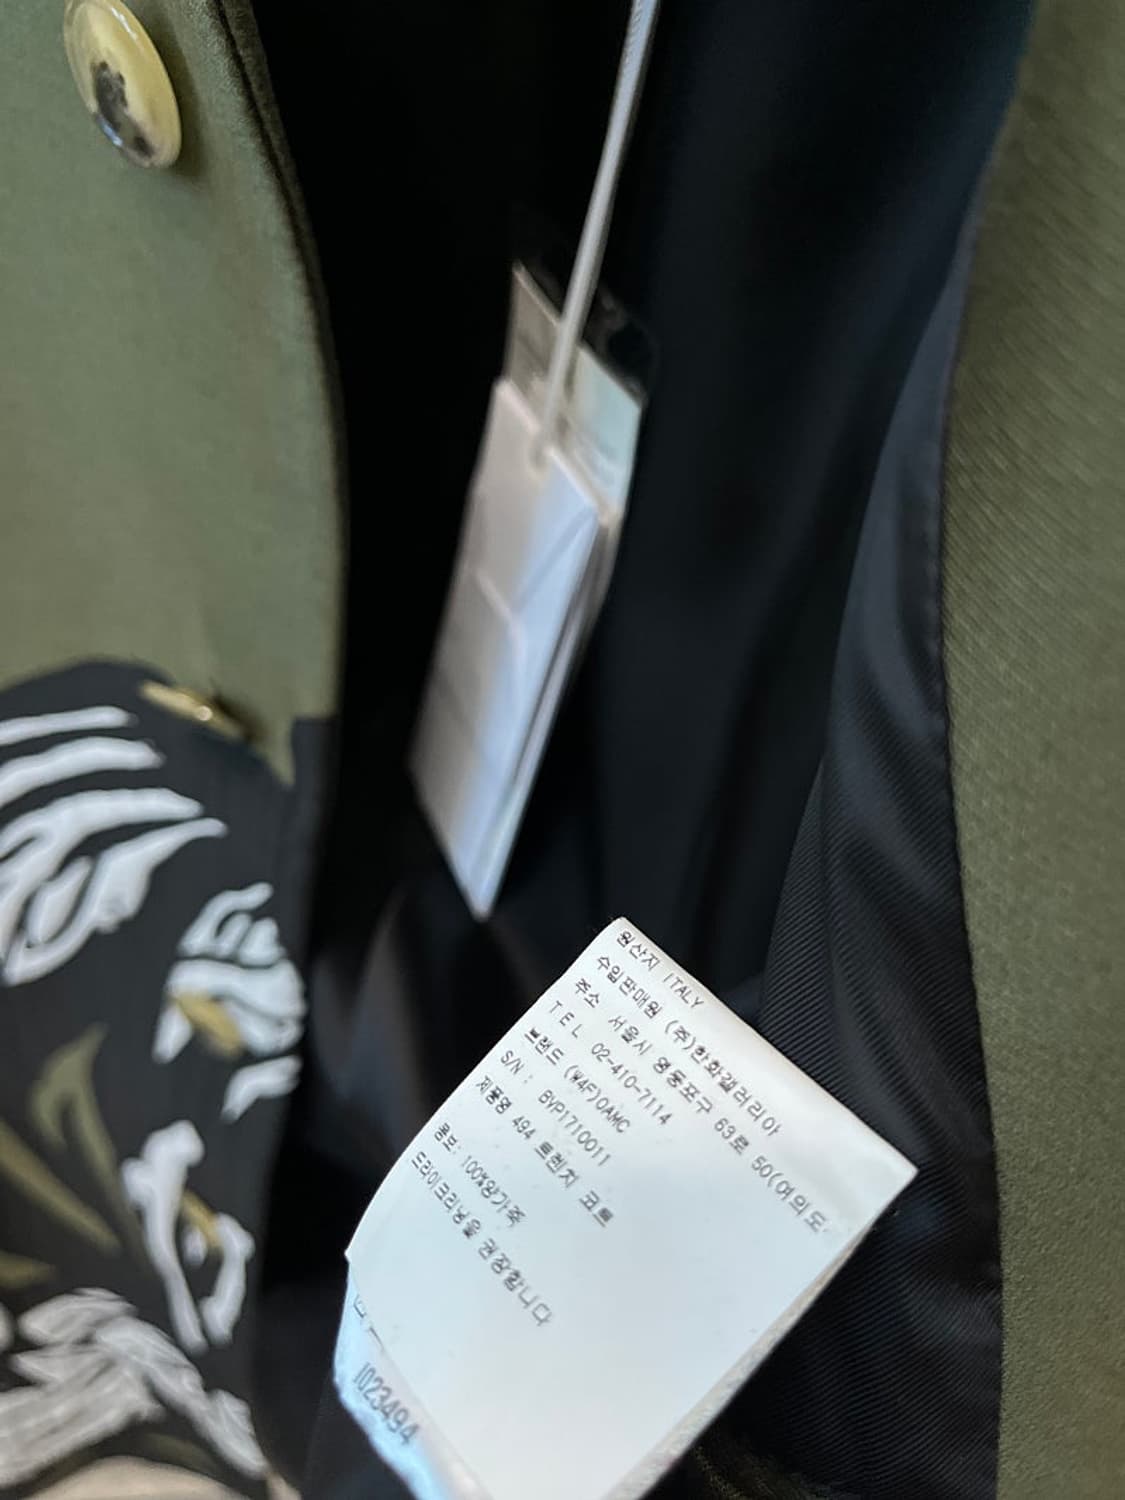 원산지 ITALY
수입판매원 (주)한화갤러리아
주소 서울시 영등포구 63로 50(여의도
TEL 02-410-7114
브랜드 (W4F)OAMC
S/N : BVP1710011
제품명 494 트렌치 코트
몸판: 100%양가죽
드라이크리닝을 권장합니다
1023494